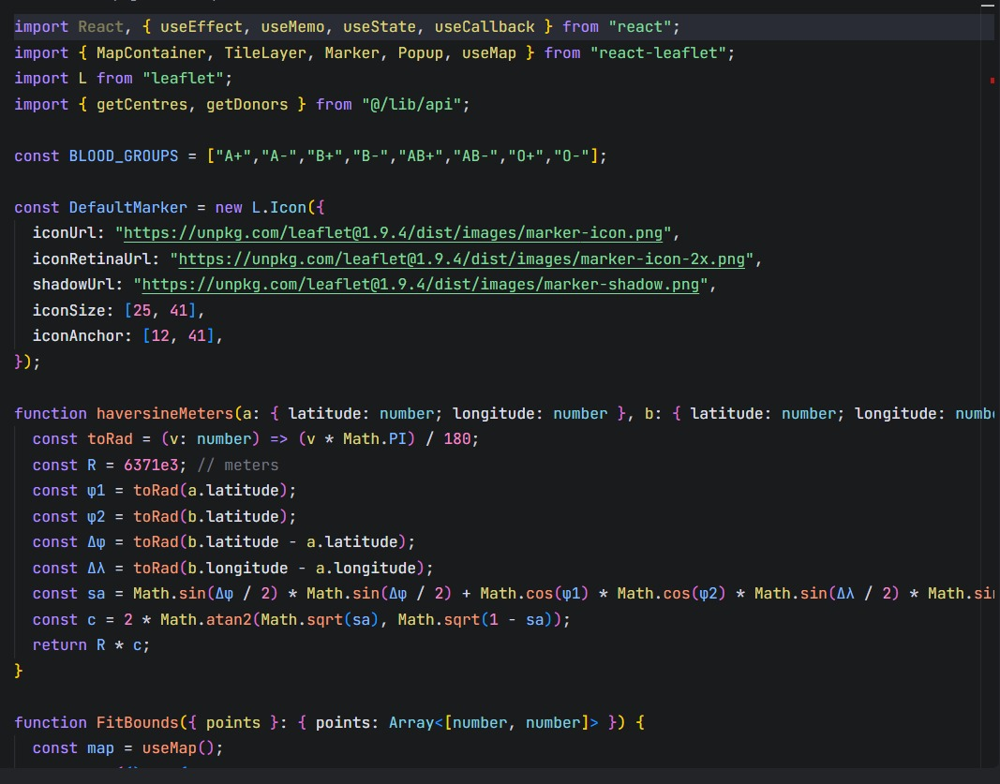 import React, { useEffect, useMemo, useState, useCallback } from "react";
import { MapContainer, TileLayer, Marker, Popup, useMap } from "react-leaflet";
import L from "leaflet";
import { getCentres, getDonors } from "@/lib/api";
const BLOOD_GROUPS = ["A+","A-","B+","B-","AB+","AB-","O+","O-"];
const DefaultMarker = new L.Icon({
  iconUrl: "https://unpkg.com/leaflet@1.9.4/dist/images/marker-icon.png",
  iconRetinaUrl: "https://unpkg.com/leaflet@1.9.4/dist/images/marker-icon-2x.png",
  shadowUrl: "https://unpkg.com/leaflet@1.9.4/dist/images/marker-shadow.png",
  iconSize: [25, 41],
  iconAnchor: [12, 41],
});
function haversineMeters(a: { latitude: number; longitude: number }, b: { latitude: number; longitude: numb
  const toRad = (v: number) => (v * Math.PI) / 180;
  const R = 6371e3; // meters
  const φ1 = toRad(a.latitude);
  const φ2 = toRad(b.latitude);
  const Δφ = toRad(b.latitude - a.latitude);
  const Δλ = toRad(b.longitude - a.longitude);
  const sa = Math.sin(Δφ / 2) * Math.sin(Δφ / 2) + Math.cos(φ1) * Math.cos(φ2) * Math.sin(Δλ / 2) * Math.sin
  const c = 2 * Math.atan2(Math.sqrt(sa), Math.sqrt(1 - sa));
  return R * c;
}
function FitBounds({ points }: { points: Array<[number, number]> }) {
  const map = useMap();